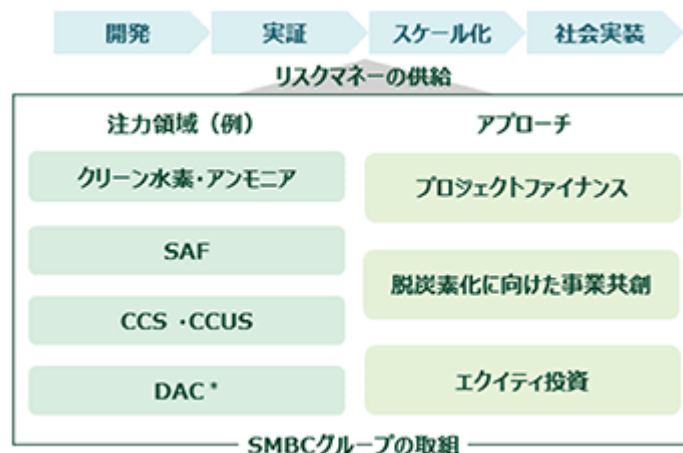 開発 実証 スケール化 社会実装
リスクマネーの供給
注力領域（例）
クリーン水素・アンモニア
SAF
CCS ・CCUS
DAC *
アプローチ
プロジェクトファイナンス
脱炭素化に向けた事業共創
エクイティ投資
SMBCグループの取組